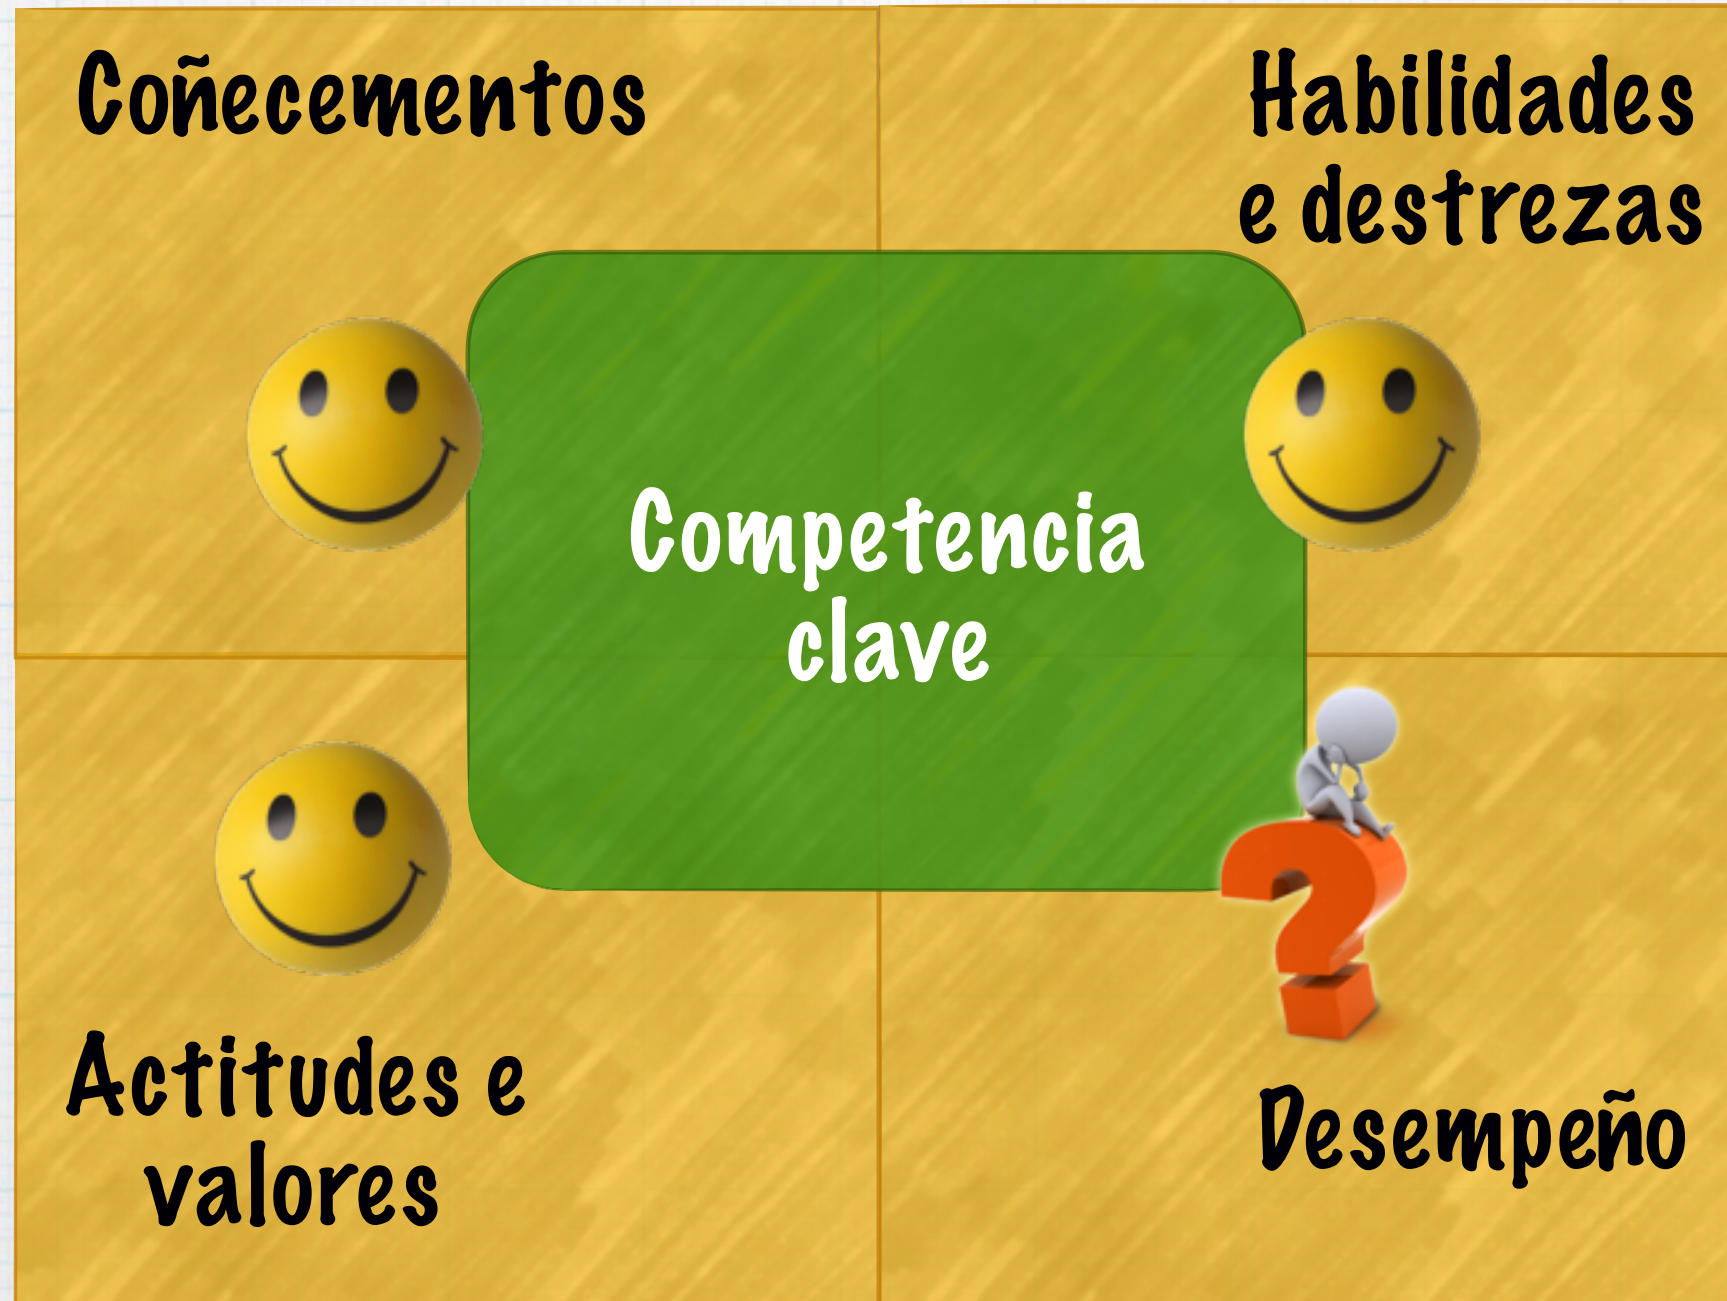 Coñecementos
Habilidades
e destrezas
Competencia
clave
Actitudes e
valores
Desempeño